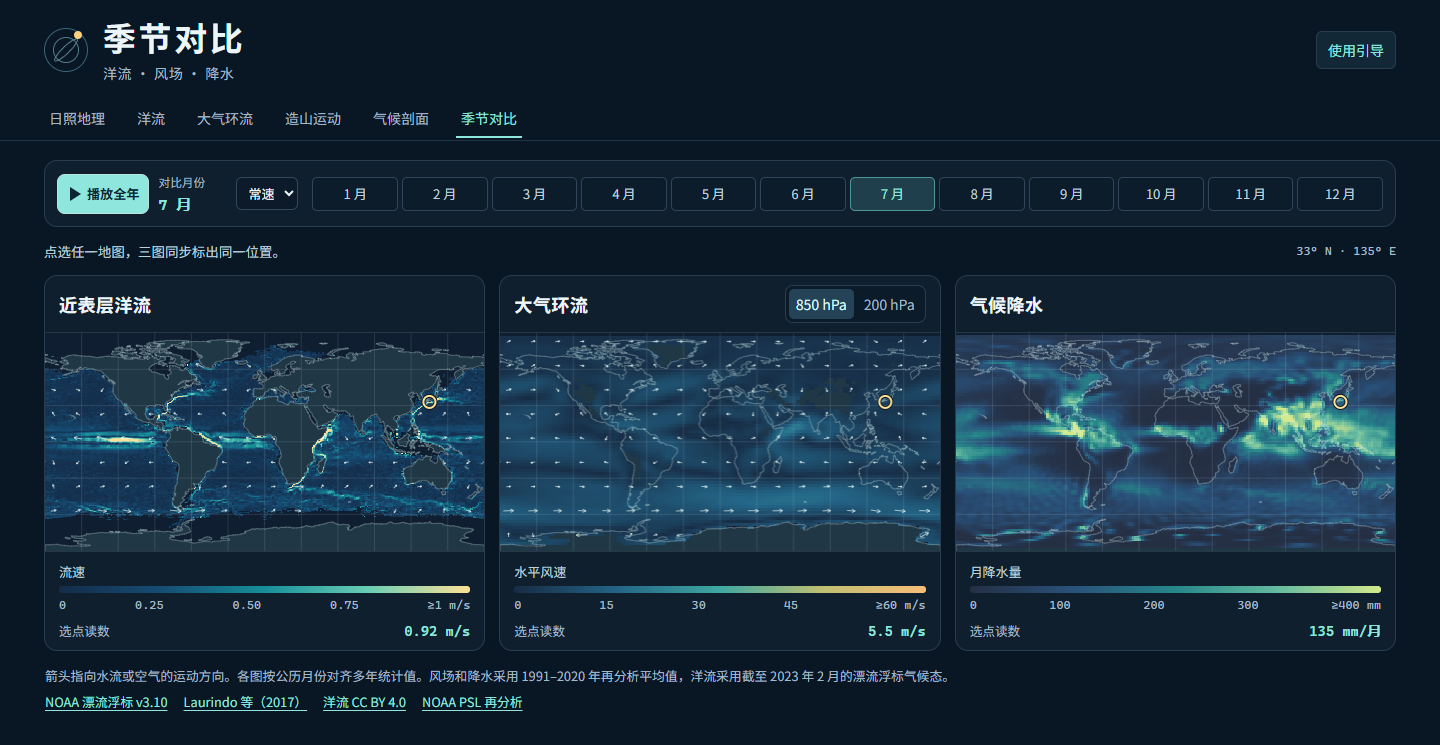 季节对比
洋流 • 风场 • 降水
使用引导
日照地理 洋流 大气环流 造山运动 气候剖面 季节对比
▶ 播放全年 对比月份 7 月 常速 1 月 2 月 3 月 4 月 5 月 6 月 7 月 8 月 9 月 10 月 11 月 12 月
点选任一地图，三图同步标出同一位置。 33° N · 135° E
近表层洋流
流速
0 0.25 0.50 0.75 ≥1 m/s
选点读数 0.92 m/s
大气环流 850 hPa 200 hPa
水平风速
0 15 30 45 ≥60 m/s
选点读数 5.5 m/s
气候降水
月降水量
0 100 200 300 ≥400 mm
选点读数 135 mm/月
箭头指向水流或空气的运动方向。各图按公历月份对齐多年统计值。风场和降水采用 1991–2020 年再分析平均值，洋流采用截至 2023 年 2 月的漂流浮标气候态。
NOAA 漂流浮标 v3.10 Laurindo 等（2017） 洋流 CC BY 4.0 NOAA PSL 再分析